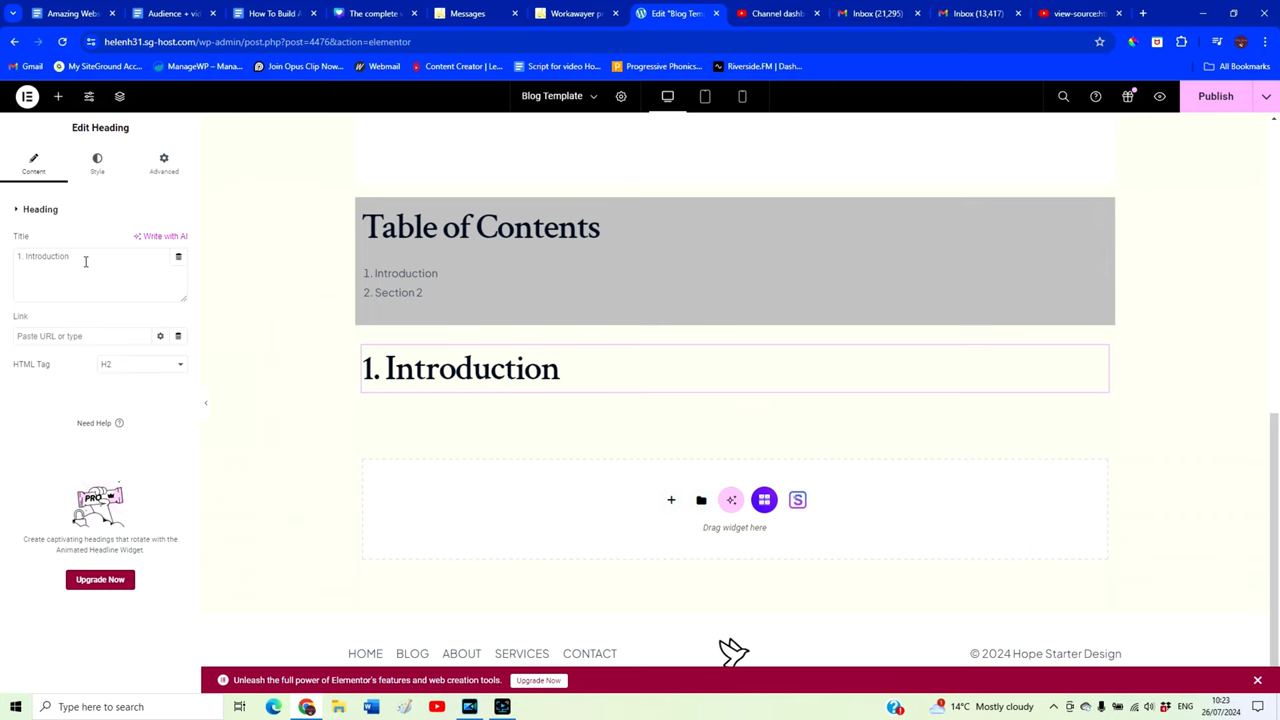 Amazing Webs
Audience + vi
How To Build A
The complete v
Messages
Workawayer p
Edit "Blog Temp
Channel dashb
Inbox (21,295)
Inbox (13,417)
view-source:ht
helenh31.sg-host.com/wp-admin/post.php?post=4476&action=elementor
Gmail
My SiteGround Acc...
ManageWP – Mana...
Join Opus Clip Now...
Webmail
Content Creator | Le...
Script for video Ho...
Progressive Phonics...
Riverside.FM | Dash...
All Bookmarks
Blog Template
Publish
Edit Heading
Content
Style
Advanced
Heading
Title
Write with AI
1. Introduction
Link
Paste URL or type
HTML Tag
H2
Need Help
PRO
Create captivating headings that rotate with the
Animated Headline Widget.
Upgrade Now
Table of Contents
1. Introduction
2. Section 2
1. Introduction
S
Drag widget here
HOME BLOG ABOUT SERVICES CONTACT
© 2024 Hope Starter Design
Unleash the full power of Elementor's features and web creation tools.
Upgrade Now
Type here to search
14°C Mostly cloudy
ENG
10:23
26/07/2024